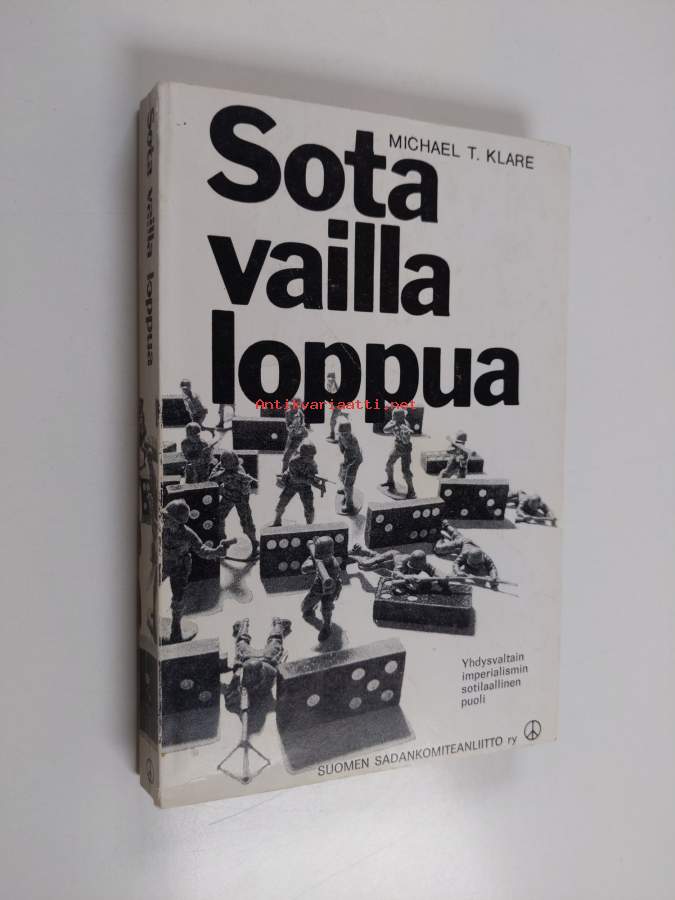 Sota vailla loppua
MICHAEL T. KLARE
Sota
vailla
loppua
Antikvariaatti.net
Yhdysvaltain
imperialismin
sotilaallinen
puoli
SUOMEN SADANKOMITEANLIITTO ry